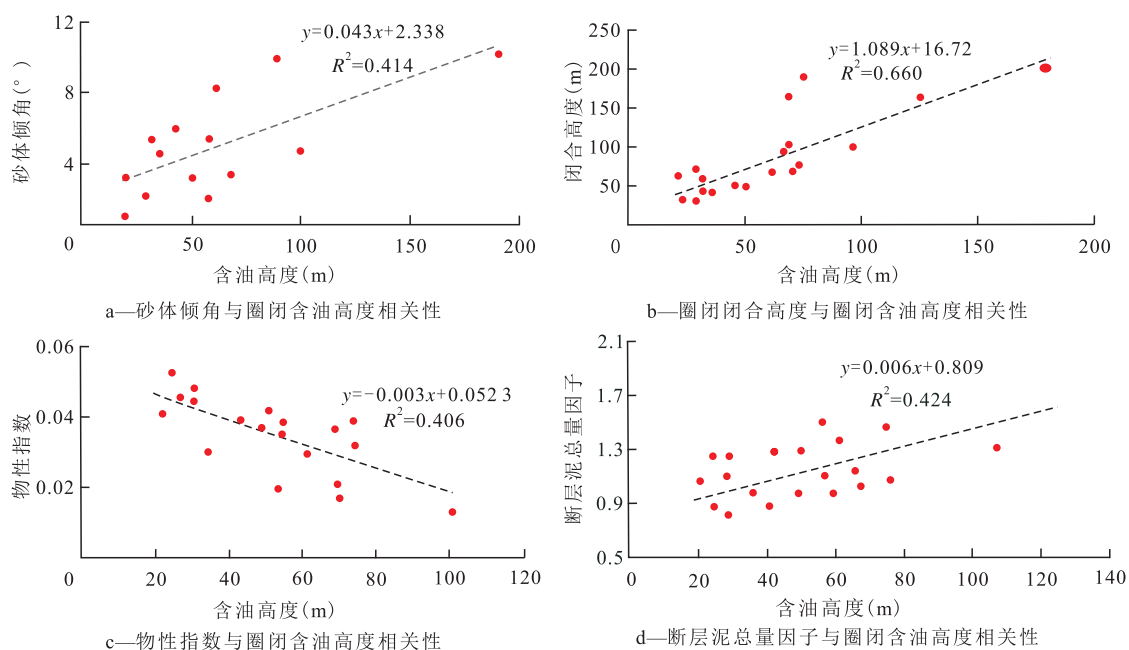 12
8
4
0
50
100
150
200
砂体倾角(°)
y=0.043x+2.338
R²=0.414
含油高度(m)
a—砂体倾角与圈闭含油高度相关性
250
200
150
100
50
0
50
100
150
200
闭合高度(m)
y=1.089x+16.72
R²=0.660
含油高度(m)
b—圈闭闭合高度与圈闭含油高度相关性
0.06
0.04
0.02
0
20
40
60
80
100
120
物性指数
y=−0.003x+0.052 3
R²=0.406
含油高度(m)
c—物性指数与圈闭含油高度相关性
2.1
1.7
1.3
0.9
0.5
0
20
40
60
80
100
120
140
断层泥总量因子
y=0.006x+0.809
R²=0.424
含油高度(m)
d—断层泥总量因子与圈闭含油高度相关性